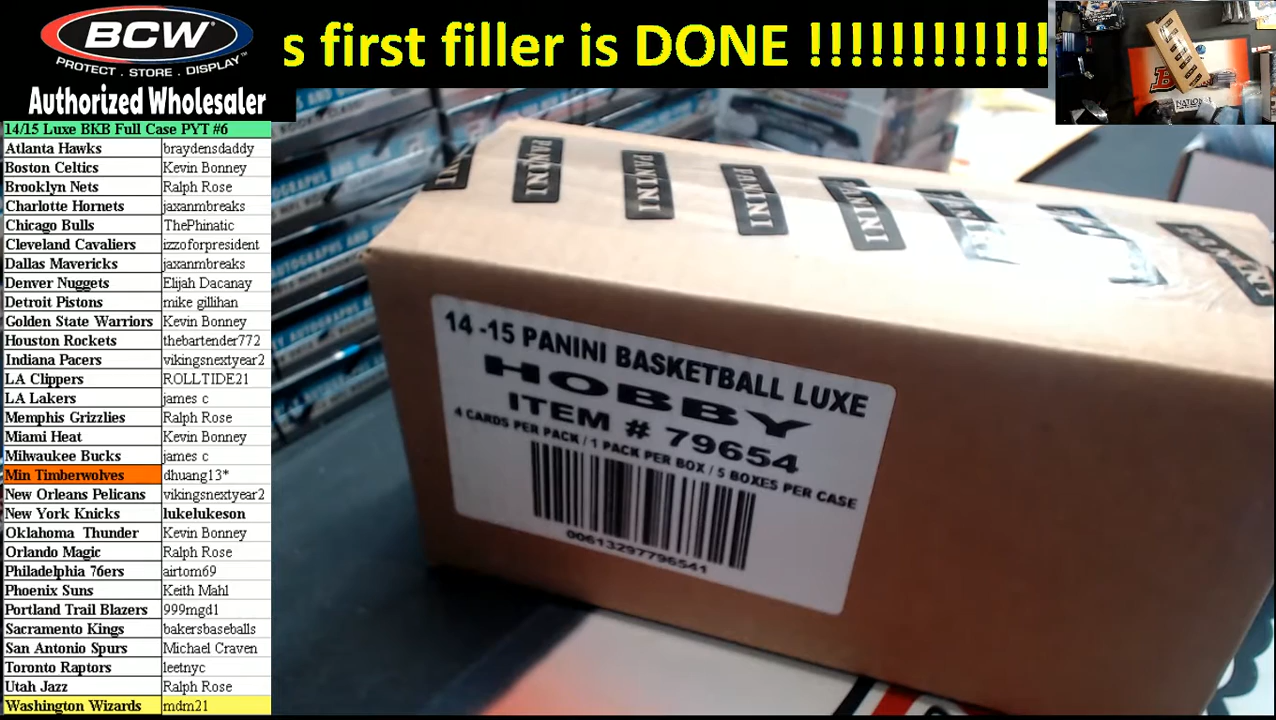 BCW
PROTECT . STORE . DISPLAY
Authorized Wholesaler
s first filler is DONE !!!!!!!!!!!!!
14/15 Luxe BKB Full Case PYT #6
Atlanta Hawks braydensdaddy
Boston Celtics Kevin Bonney
Brooklyn Nets Ralph Rose
Charlotte Hornets jaxanmbreaks
Chicago Bulls ThePhinatic
Cleveland Cavaliers izzoforpresident
Dallas Mavericks jaxanmbreaks
Denver Nuggets Elijah Dacanay
Detroit Pistons mike gillihan
Golden State Warriors Kevin Bonney
Houston Rockets thebartender772
Indiana Pacers vikingsnextyear2
LA Clippers ROLLTIDE21
LA Lakers james c
Memphis Grizzlies Ralph Rose
Miami Heat Kevin Bonney
Milwaukee Bucks james c
Min Timberwolves dhuang13*
New Orleans Pelicans vikingsnextyear2
New York Knicks lukelukeson
Oklahoma Thunder Kevin Bonney
Orlando Magic Ralph Rose
Philadelphia 76ers airtom69
Phoenix Suns Keith Mahl
Portland Trail Blazers 999mgd1
Sacramento Kings bakersbaseballs
San Antonio Spurs Michael Craven
Toronto Raptors leetnyc
Utah Jazz Ralph Rose
Washington Wizards mdm21
PANINI
PANINI
PANINI
PANINI
PANINI
14 -15 PANINI BASKETBALL LUXE
HOBBY
ITEM # 79654
4 CARDS PER PACK / 1 PACK PER BOX / 5 BOXES PER CASE
00613297796541